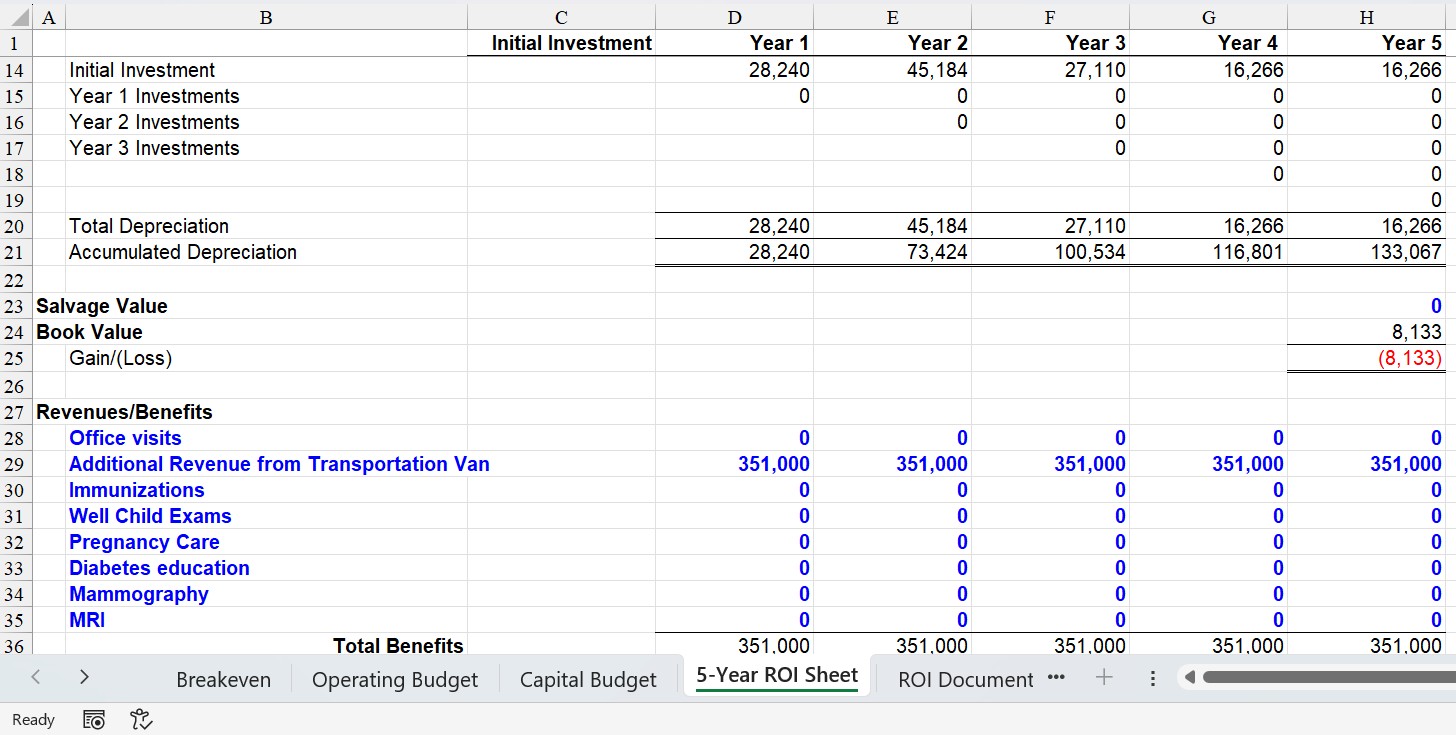 A B C D E F G H
1 Initial Investment Year 1 Year 2 Year 3 Year 4 Year 5
14 Initial Investment 28,240 45,184 27,110 16,266 16,266
15 Year 1 Investments 0 0 0 0 0
16 Year 2 Investments 0 0 0 0
17 Year 3 Investments 0 0 0
18 0 0
19 0
20 Total Depreciation 28,240 45,184 27,110 16,266 16,266
21 Accumulated Depreciation 28,240 73,424 100,534 116,801 133,067
22
23 Salvage Value 0
24 Book Value 8,133
25 Gain/(Loss) (8,133)
26
27 Revenues/Benefits
28 Office visits 0 0 0 0 0
29 Additional Revenue from Transportation Van 351,000 351,000 351,000 351,000 351,000
30 Immunizations 0 0 0 0 0
31 Well Child Exams 0 0 0 0 0
32 Pregnancy Care 0 0 0 0 0
33 Diabetes education 0 0 0 0 0
34 Mammography 0 0 0 0 0
35 MRI 0 0 0 0 0
36 Total Benefits 351,000 351,000 351,000 351,000 351,000
Breakeven Operating Budget Capital Budget 5-Year ROI Sheet ROI Document ...
Ready